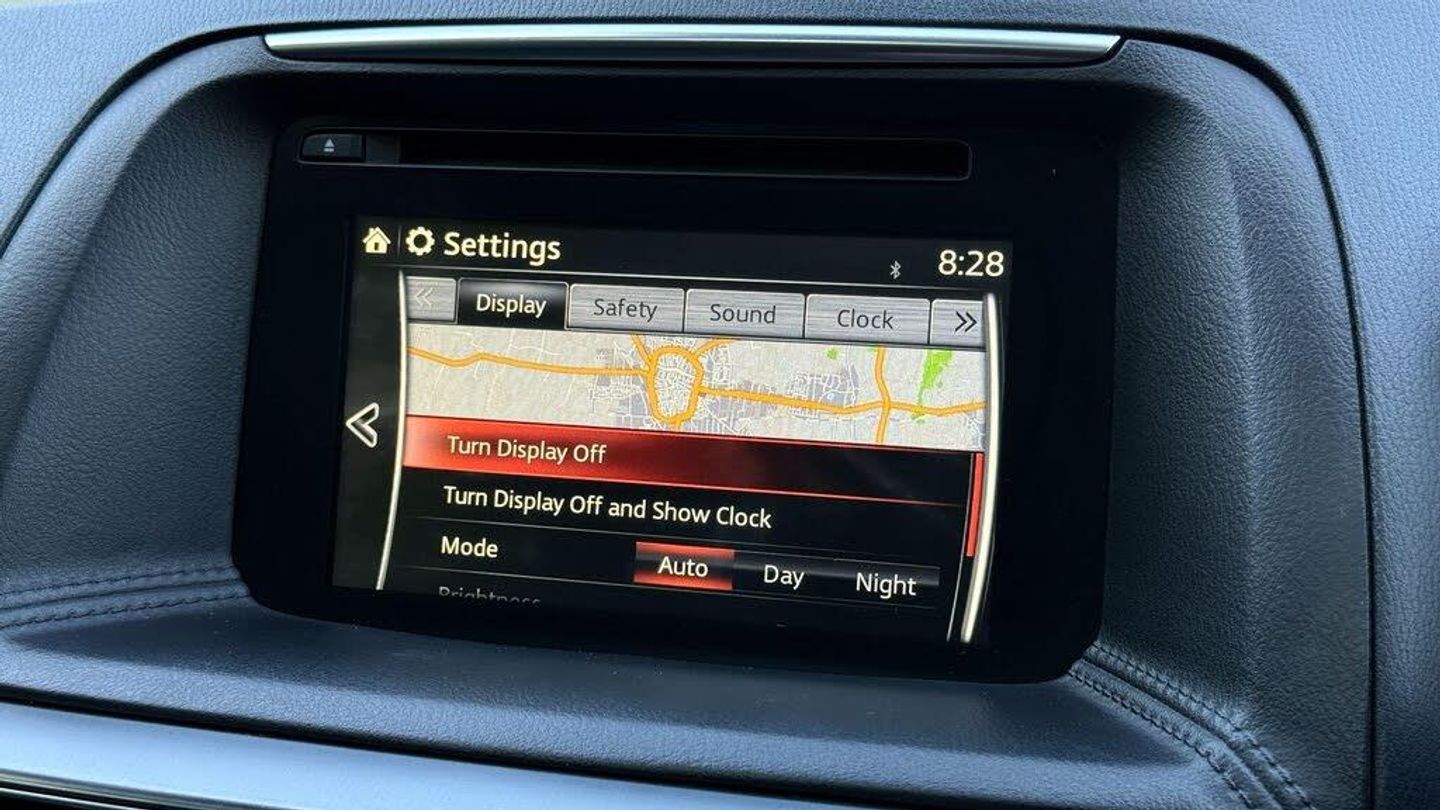 Settings
8:28
Display Safety Sound Clock
Turn Display Off
Turn Display Off and Show Clock
Mode Auto Day Night
Brightness